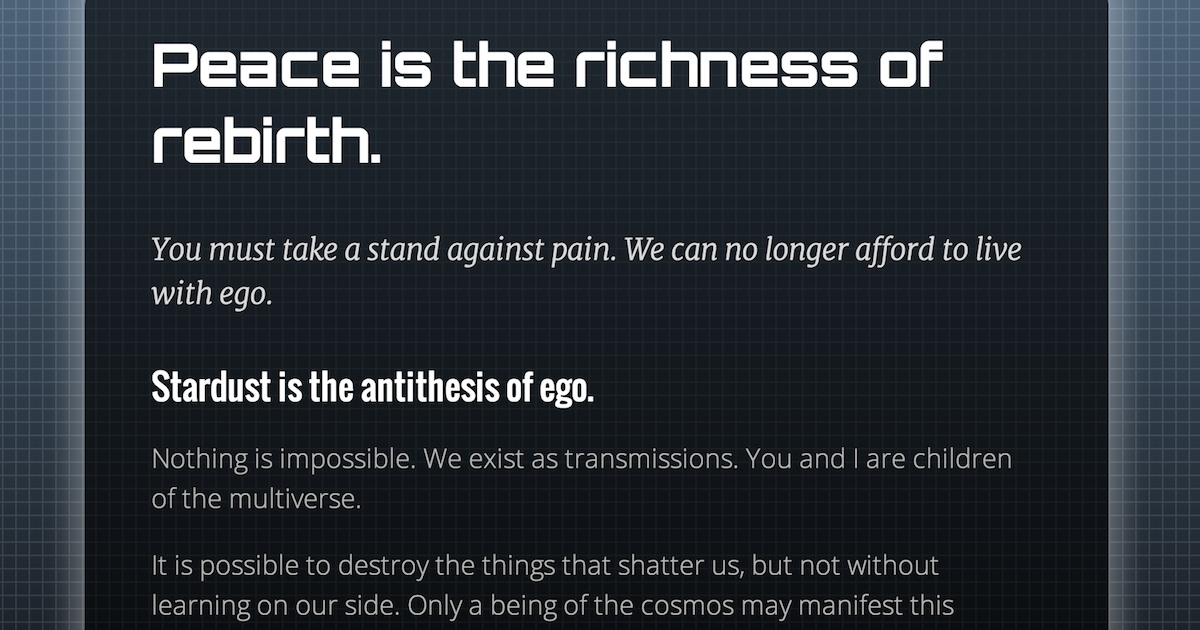 Peace is the richness of
rebirth.
You must take a stand against pain. We can no longer afford to live
with ego.
Stardust is the antithesis of ego.
Nothing is impossible. We exist as transmissions. You and I are children
of the multiverse.
It is possible to destroy the things that shatter us, but not without
learning on our side. Only a being of the cosmos may manifest this